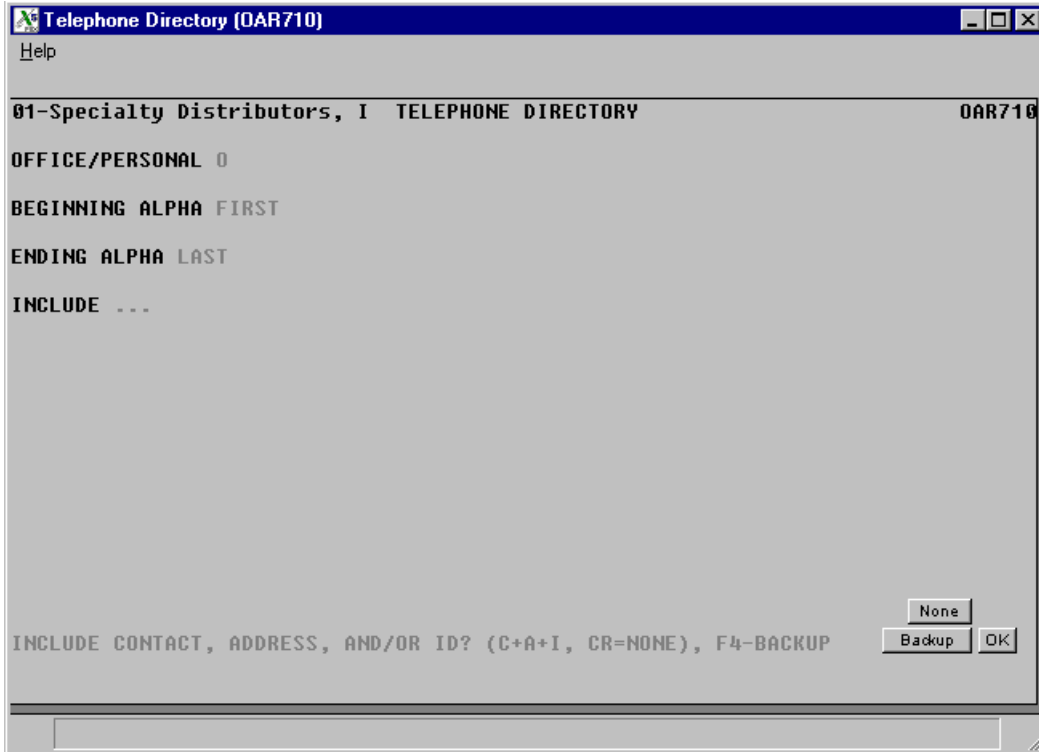 Telephone Directory (OAR710)
Help
01-Specialty Distributors, I TELEPHONE DIRECTORY OAR710
OFFICE/PERSONAL O
BEGINNING ALPHA FIRST
ENDING ALPHA LAST
INCLUDE ...
None
INCLUDE CONTACT, ADDRESS, AND/OR ID? (C+A+I, CR=NONE), F4-BACKUP Backup OK